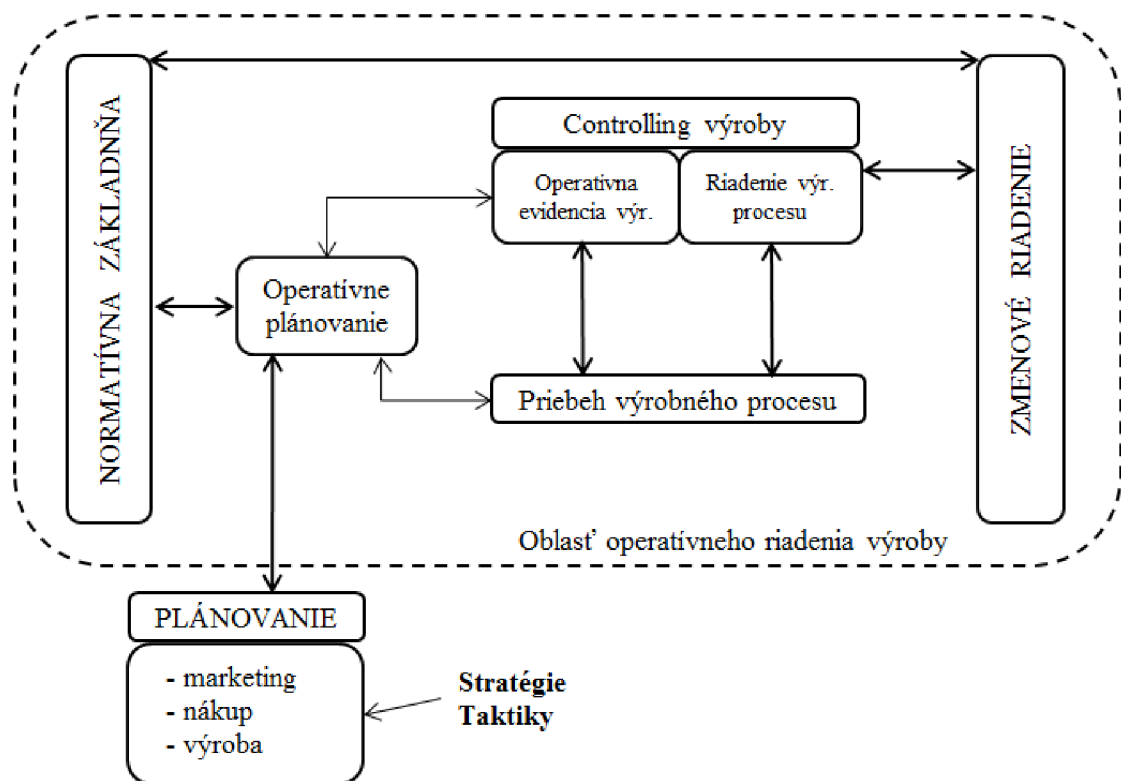 NORMATÍVNA ZÁKLADNŇA
Controlling výroby
Operatívna
evidencia výr.
Riadenie výr.
procesu
Operatívne
plánovanie
Priebeh výrobného procesu
ZMENOVÉ RIADENIE
Oblasť operatívneho riadenia výroby
PLÁNOVANIE
- marketing
- nákup
- výroba
Stratégie
Taktiky